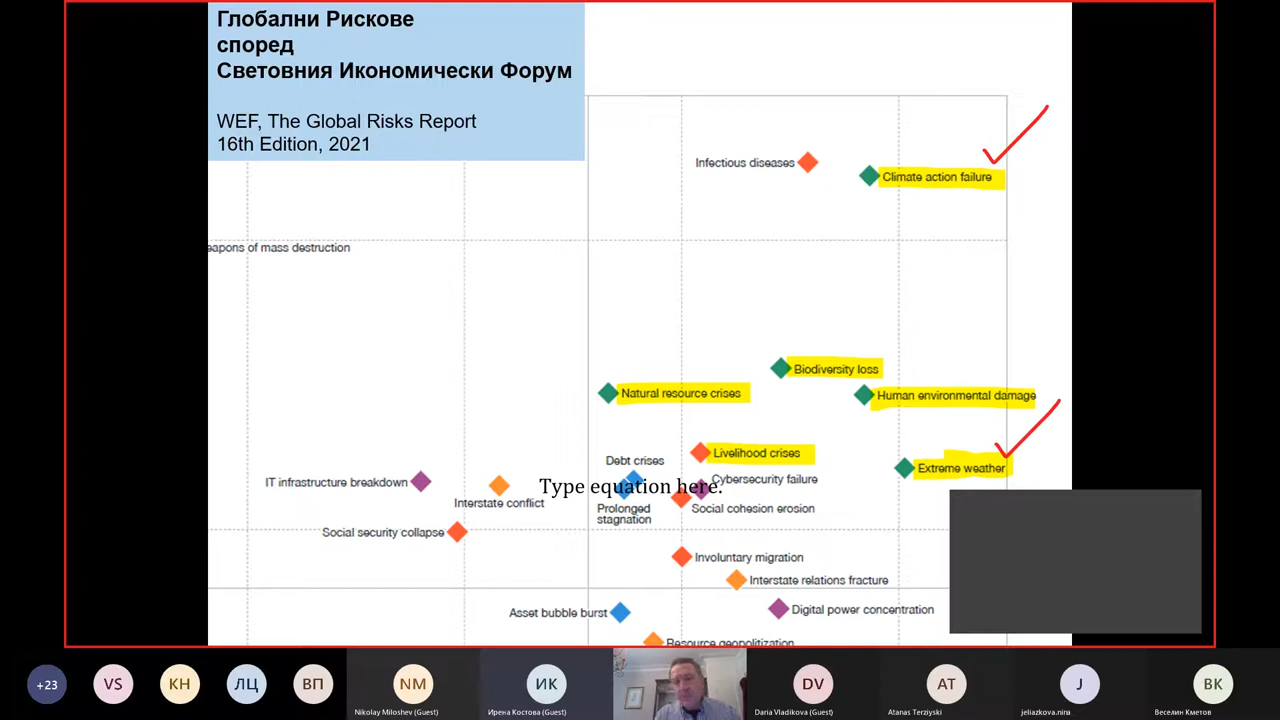 Глобални Рискове
според
Световния Икономически Форум
WEF, The Global Risks Report
16th Edition, 2021
Infectious diseases
Climate action failure
eapons of mass destruction
Biodiversity loss
Natural resource crises
Human environmental damage
Livelihood crises
Debt crises
Extreme weather
IT infrastructure breakdown
Cybersecurity failure
Type equation here.
Interstate conflict
Prolonged
stagnation
Social cohesion erosion
Social security collapse
Involuntary migration
Interstate relations fracture
Asset bubble burst
Digital power concentration
Resource geopolitization
+23
VS
КН
ЛЦ
ВП
NM
ИК
DV
AT
J
ВК
Nikolay Miloshev (Guest)
Ирена Костова (Guest)
Daria Vladikova (Guest)
Atanas Terziyski
jeliazkova.nina
Веселин Кметов